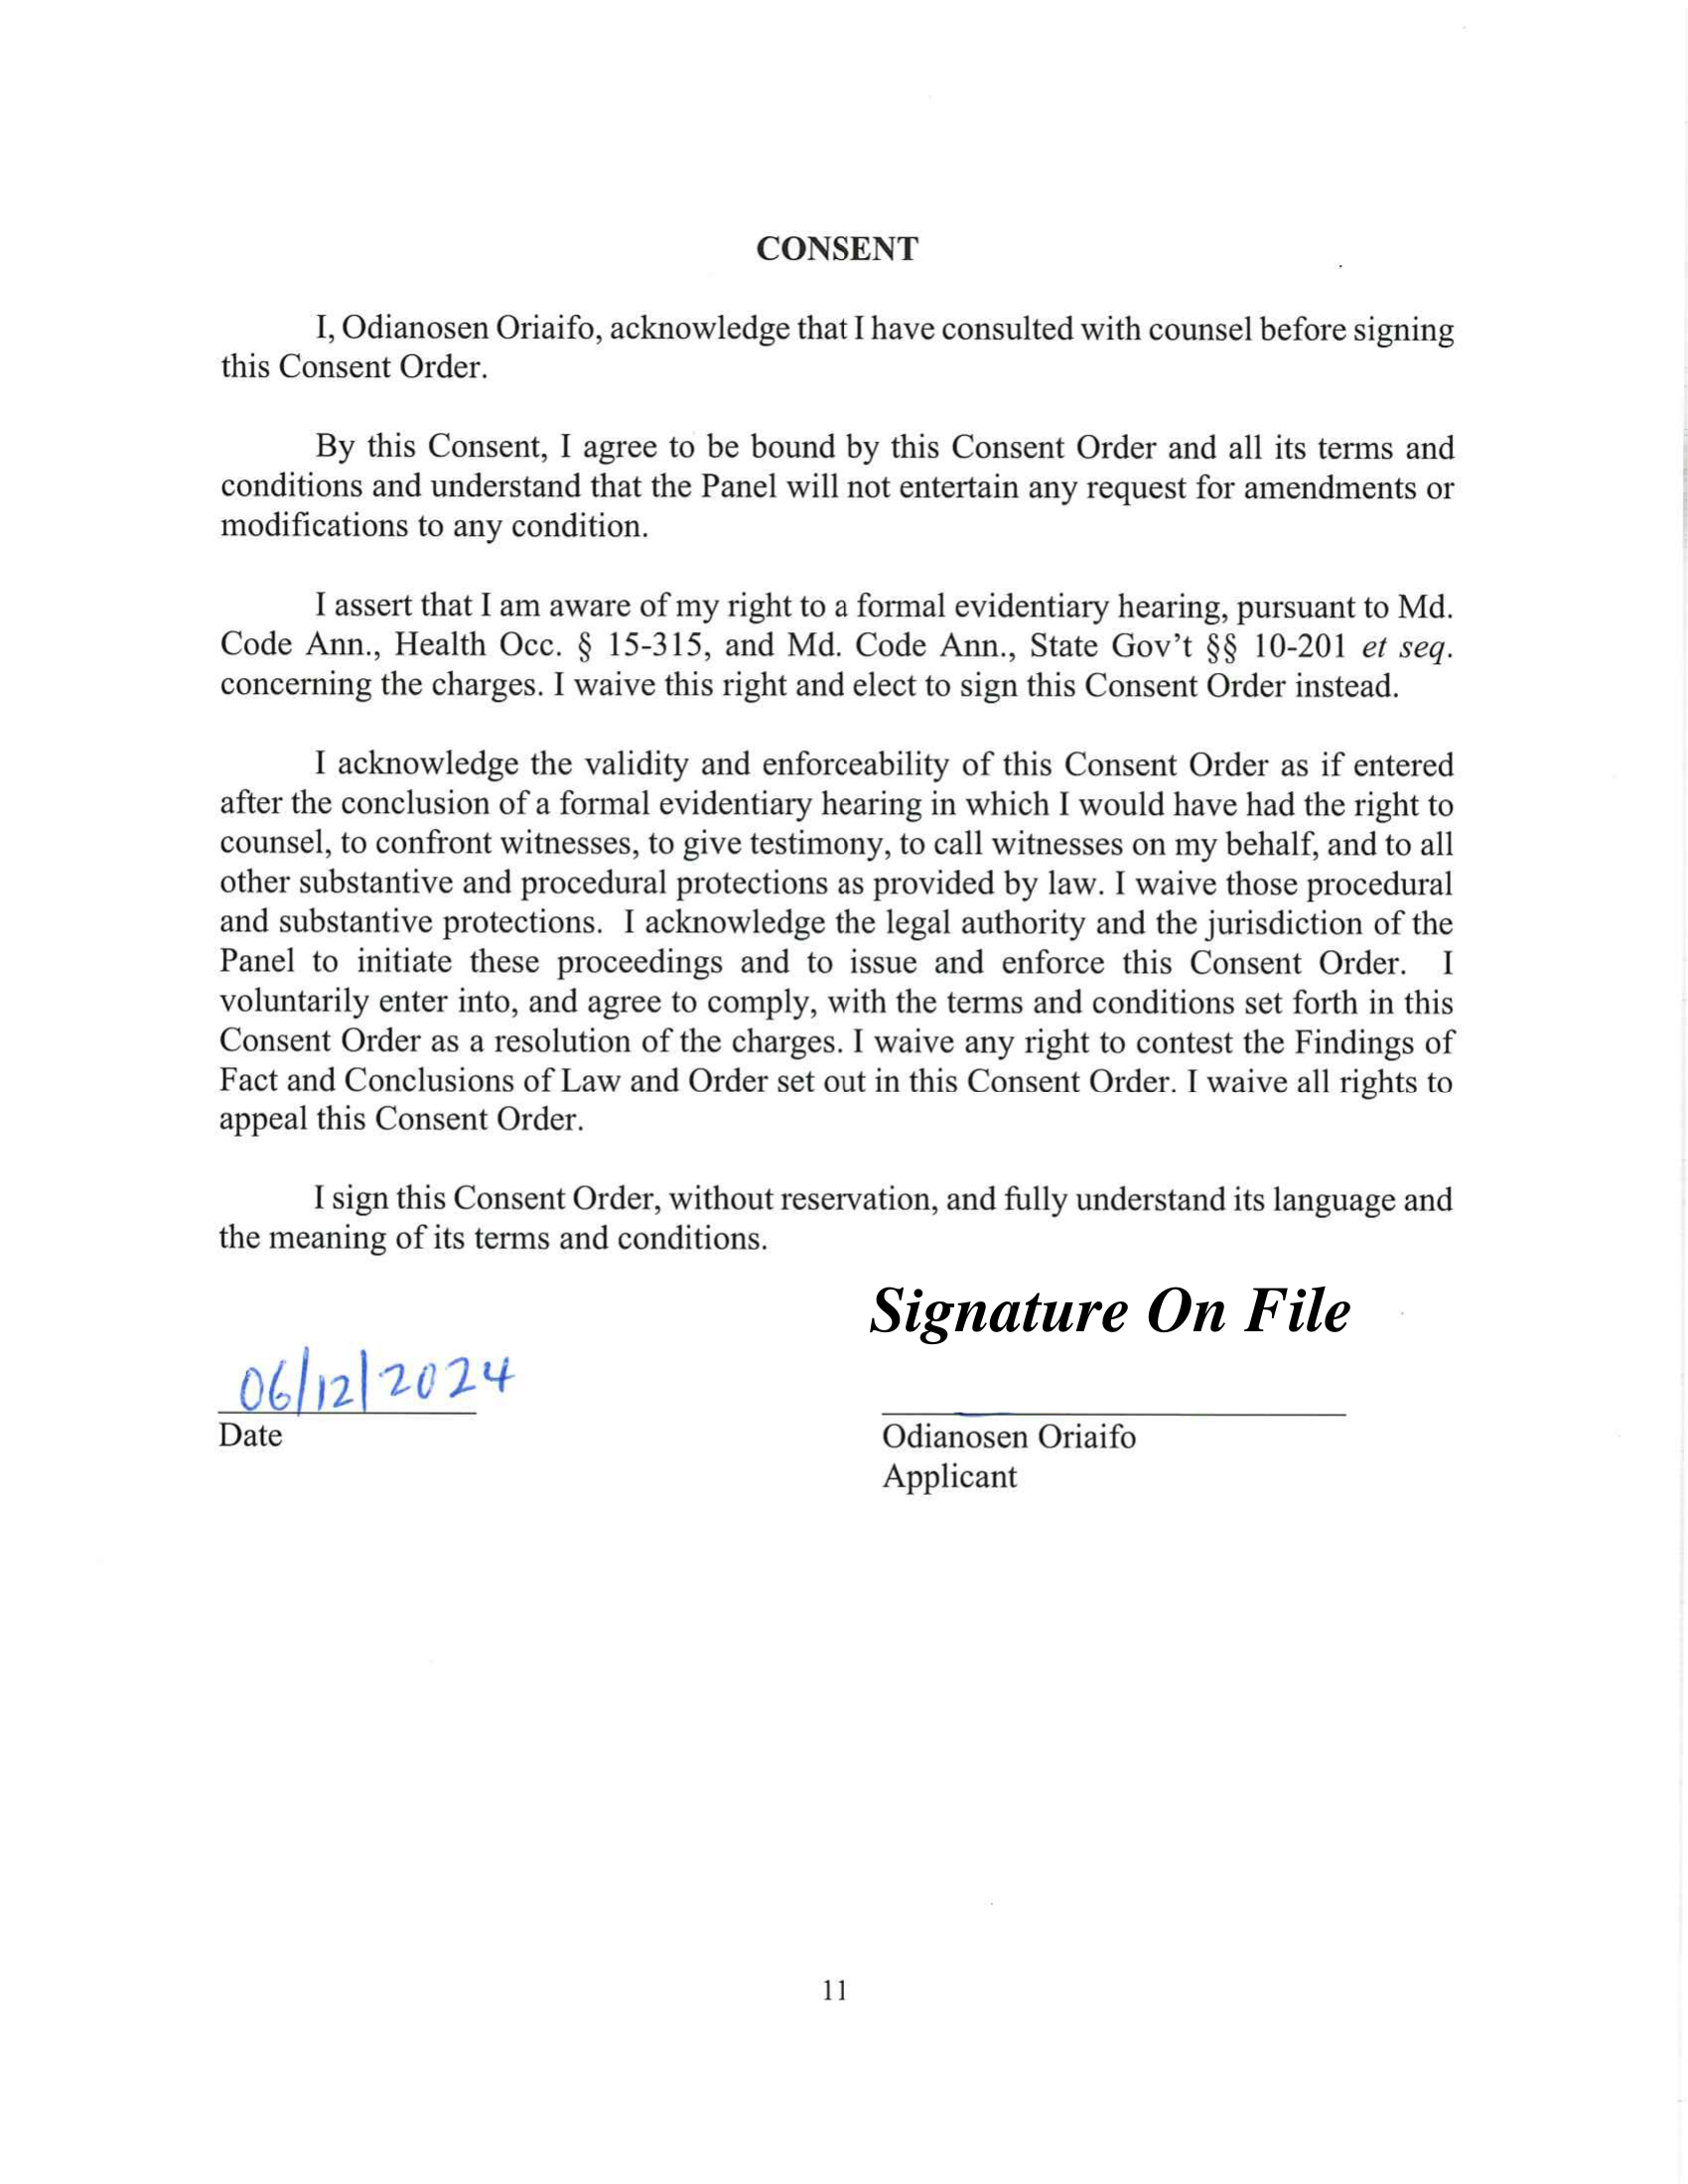 CONSENT
I, Odianosen Oriaifo, acknowledge that I have consulted with counsel before signing
this Consent Order.
By this Consent, I agree to be bound by this Consent Order and all its terms and
conditions and understand that the Panel will not entertain any request for amendments or
modifications to any condition.
I assert that I am aware of my right to a formal evidentiary hearing, pursuant to Md.
Code Ann., Health Occ. § 15-315, and Md. Code Ann., State Gov’t §§ 10-201 et seq.
concerning the charges. I waive this right and elect to sign this Consent Order instead.
I acknowledge the validity and enforceability of this Consent Order as if entered
after the conclusion of a formal evidentiary hearing in which I would have had the right to
counsel, to confront witnesses, to give testimony, to call witnesses on my behalf, and to all
other substantive and procedural protections as provided by law. I waive those procedural
and substantive protections. I acknowledge the legal authority and the jurisdiction of the
Panel to initiate these proceedings and to issue and enforce this Consent Order. I
voluntarily enter into, and agree to comply, with the terms and conditions set forth in this
Consent Order as a resolution of the charges. I waive any right to contest the Findings of
Fact and Conclusions of Law and Order set out in this Consent Order. I waive all rights to
appeal this Consent Order.
I sign this Consent Order, without reservation, and fully understand its language and
the meaning of its terms and conditions.
Signature On File
06/12/2024
Date
Odianosen Oriaifo
Applicant
11